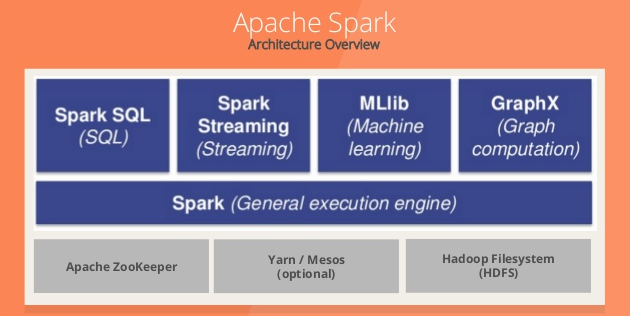 Apache Spark
Architecture Overview
Spark SQL
(SQL)
Spark
Streaming
(Streaming)
MLlib
(Machine
learning)
GraphX
(Graph
computation)
Spark (General execution engine)
Apache ZooKeeper
Yarn / Mesos
(optional)
Hadoop Filesystem
(HDFS)